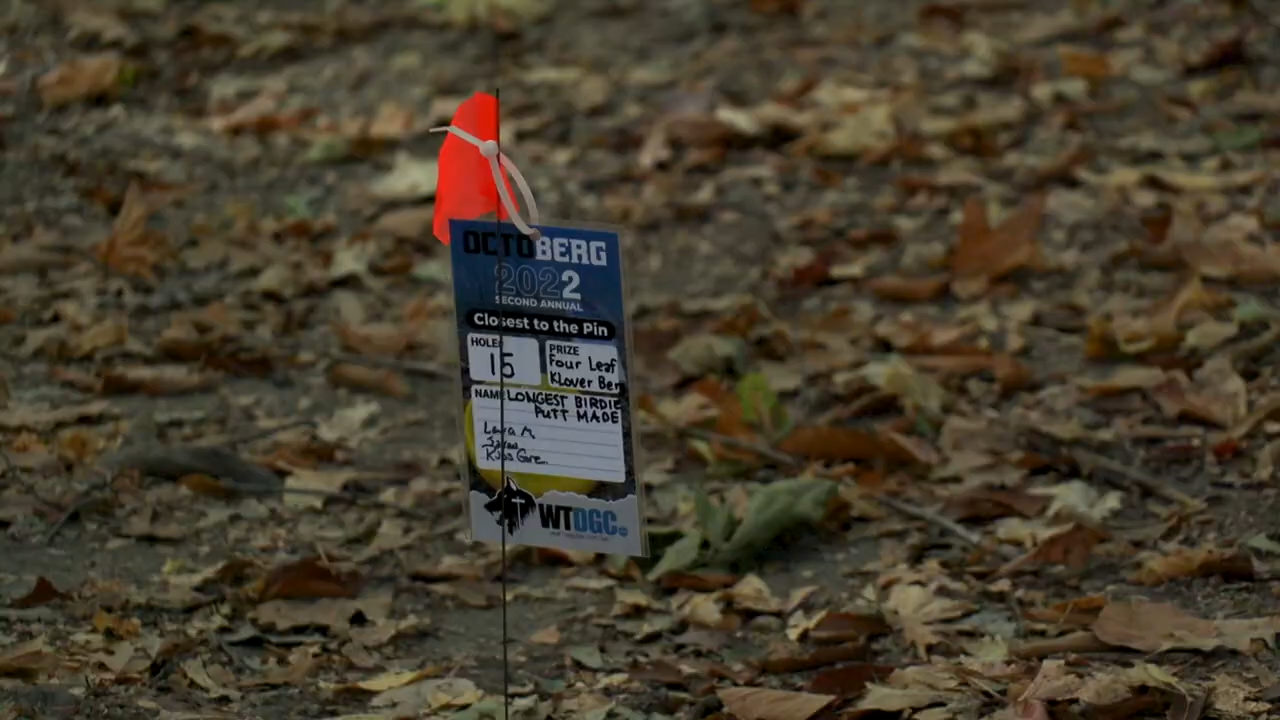 OCTOBERG
2022
SECOND ANNUAL
Closest to the Pin
HOLE
15
PRIZE
Four Leaf
Klover Ber
NAME
LONGEST BIRDIE
PUTT MADE
Laura M.
WTDGC